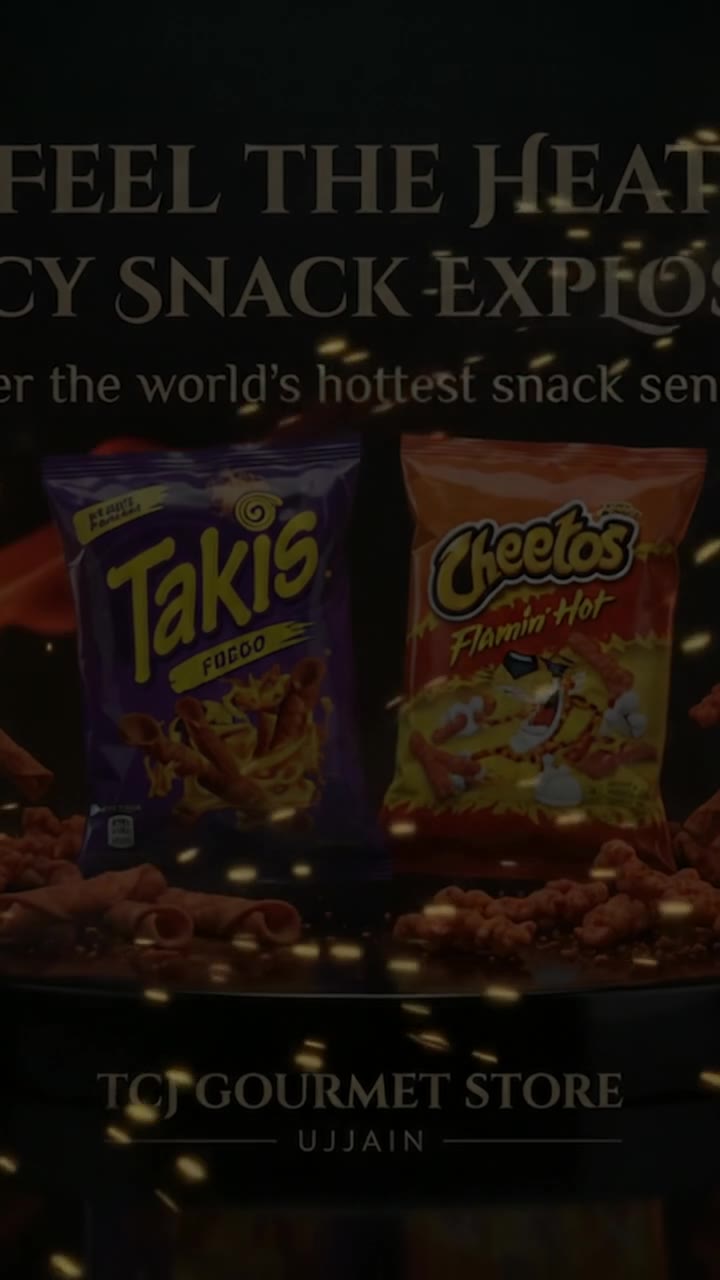 FEEL THE HEAT
CY SNACK EXPLOS
er the world's hottest snack sen
Takis
FUEGO
Cheetos
Flamin' Hot
TCJ GOURMET STORE
UJJAIN